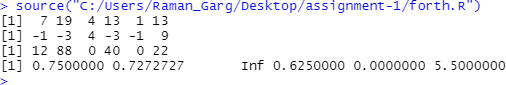 > source("C:/Users/Raman_Garg/Desktop/assignment-1/forth.R")
[1]  7 19  4 13  1 13
[1] -1 -3  4 -3 -1  9
[1] 12 88  0 40  0 22
[1] 0.7500000 0.7272727       Inf 0.6250000 0.0000000 5.5000000
>